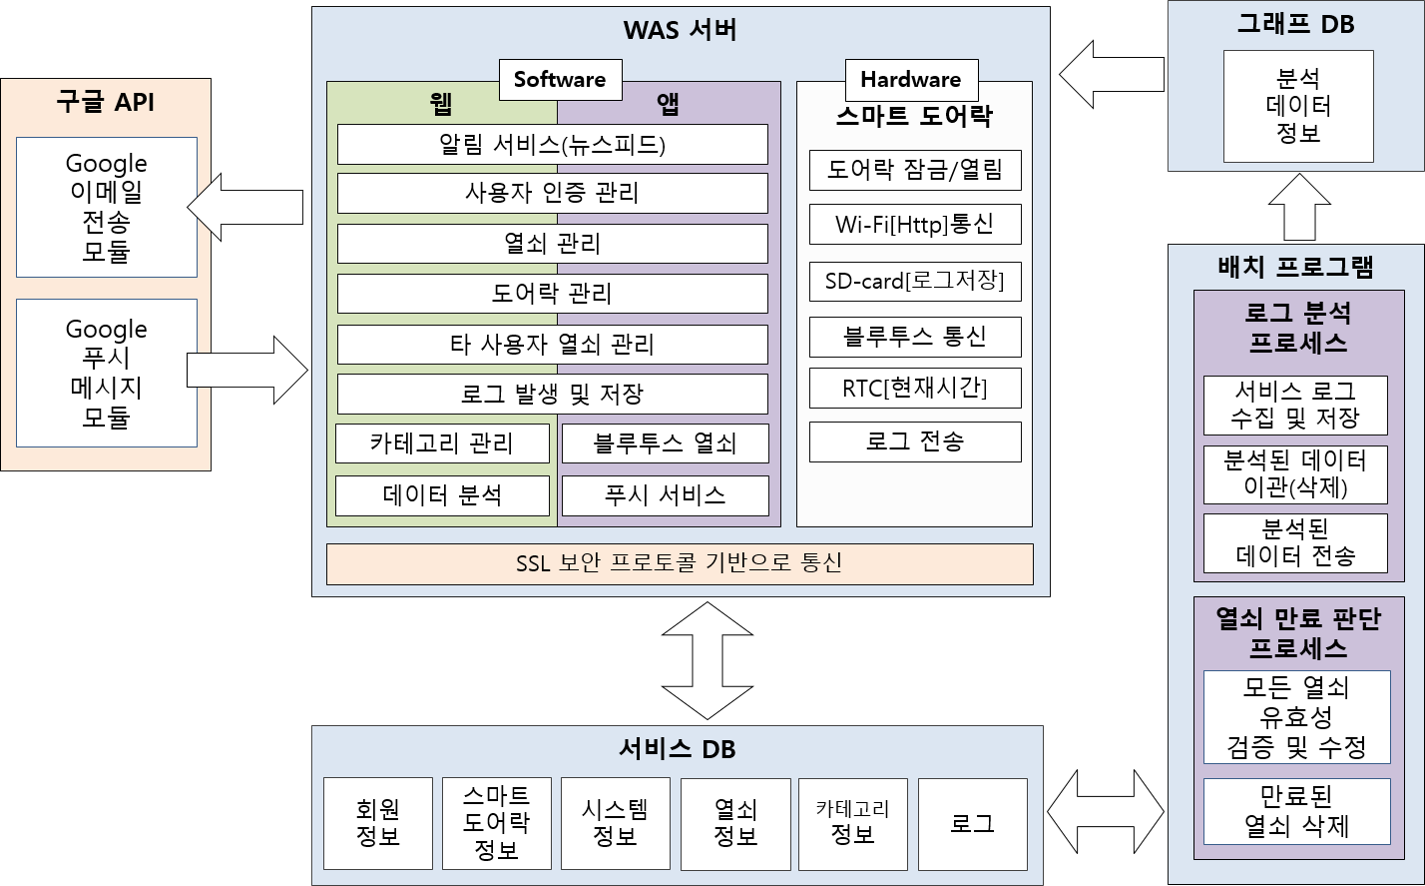 구글 API
Google
이메일
전송
모듈
Google
푸시
메시지
모듈
WAS 서버
Software
웹
앱
알림 서비스(뉴스피드)
사용자 인증 관리
열쇠 관리
도어락 관리
타 사용자 열쇠 관리
로그 발생 및 저장
카테고리 관리
블루투스 열쇠
데이터 분석
푸시 서비스
Hardware
스마트 도어락
도어락 잠금/열림
Wi-Fi[Http]통신
SD-card[로그저장]
블루투스 통신
RTC[현재시간]
로그 전송
SSL 보안 프로토콜 기반으로 통신
그래프 DB
분석
데이터
정보
배치 프로그램
로그 분석
프로세스
서비스 로그
수집 및 저장
분석된 데이터
이관(삭제)
분석된
데이터 전송
열쇠 만료 판단
프로세스
모든 열쇠
유효성
검증 및 수정
만료된
열쇠 삭제
서비스 DB
회원
정보
스마트
도어락
정보
시스템
정보
열쇠
정보
카테고리
정보
로그